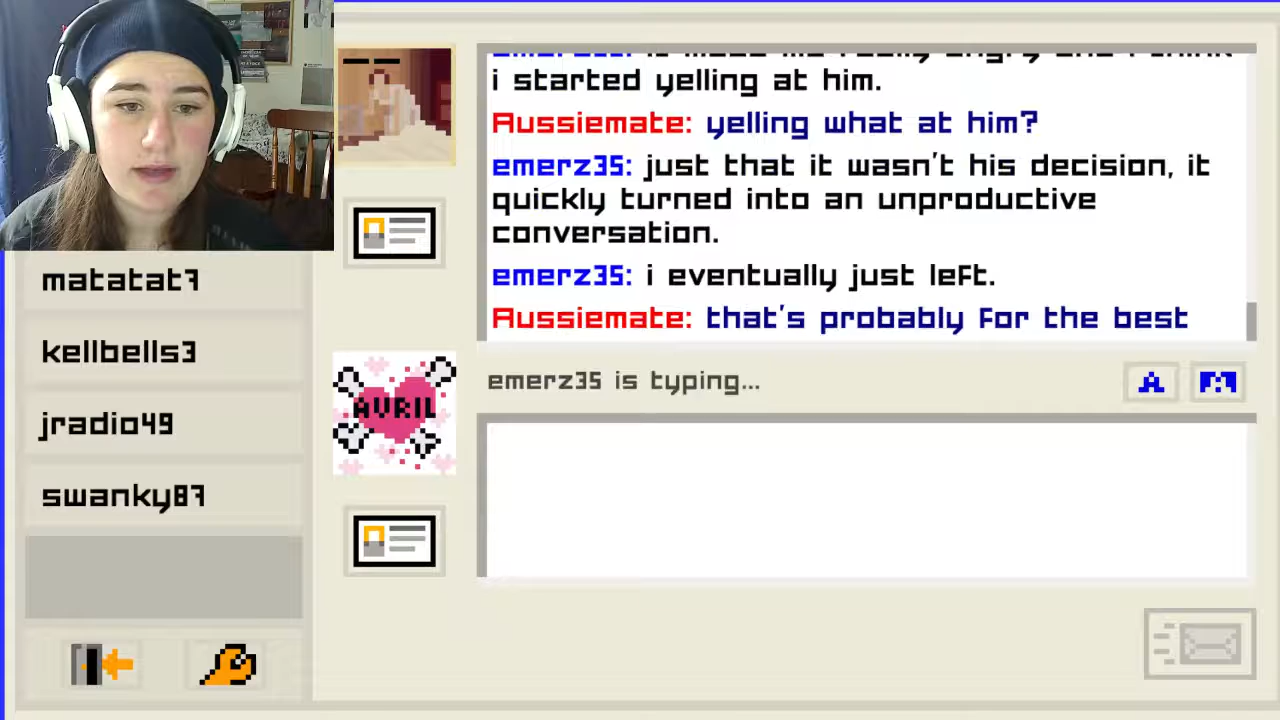 i started yelling at him.
Aussiemate: yelling what at him?
emerz35: just that it wasn't his decision, it
quickly turned into an unproductive
conversation.
emerz35: i eventually just left.
Aussiemate: that's probably for the best
emerz35 is typing...
AVRIL
matatat7
kellbells3
jradio49
swanky87